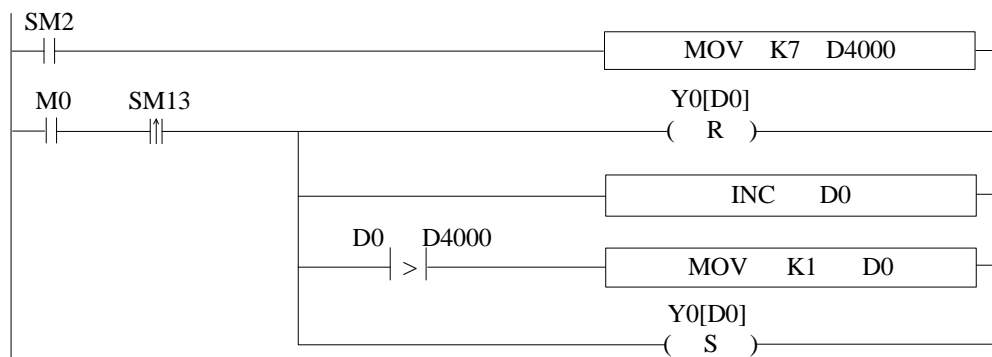 SM2
MOV K7 D4000
M0 SM13
Y0[D0]
( R )
INC D0
D0 D4000
>
MOV K1 D0
Y0[D0]
( S )